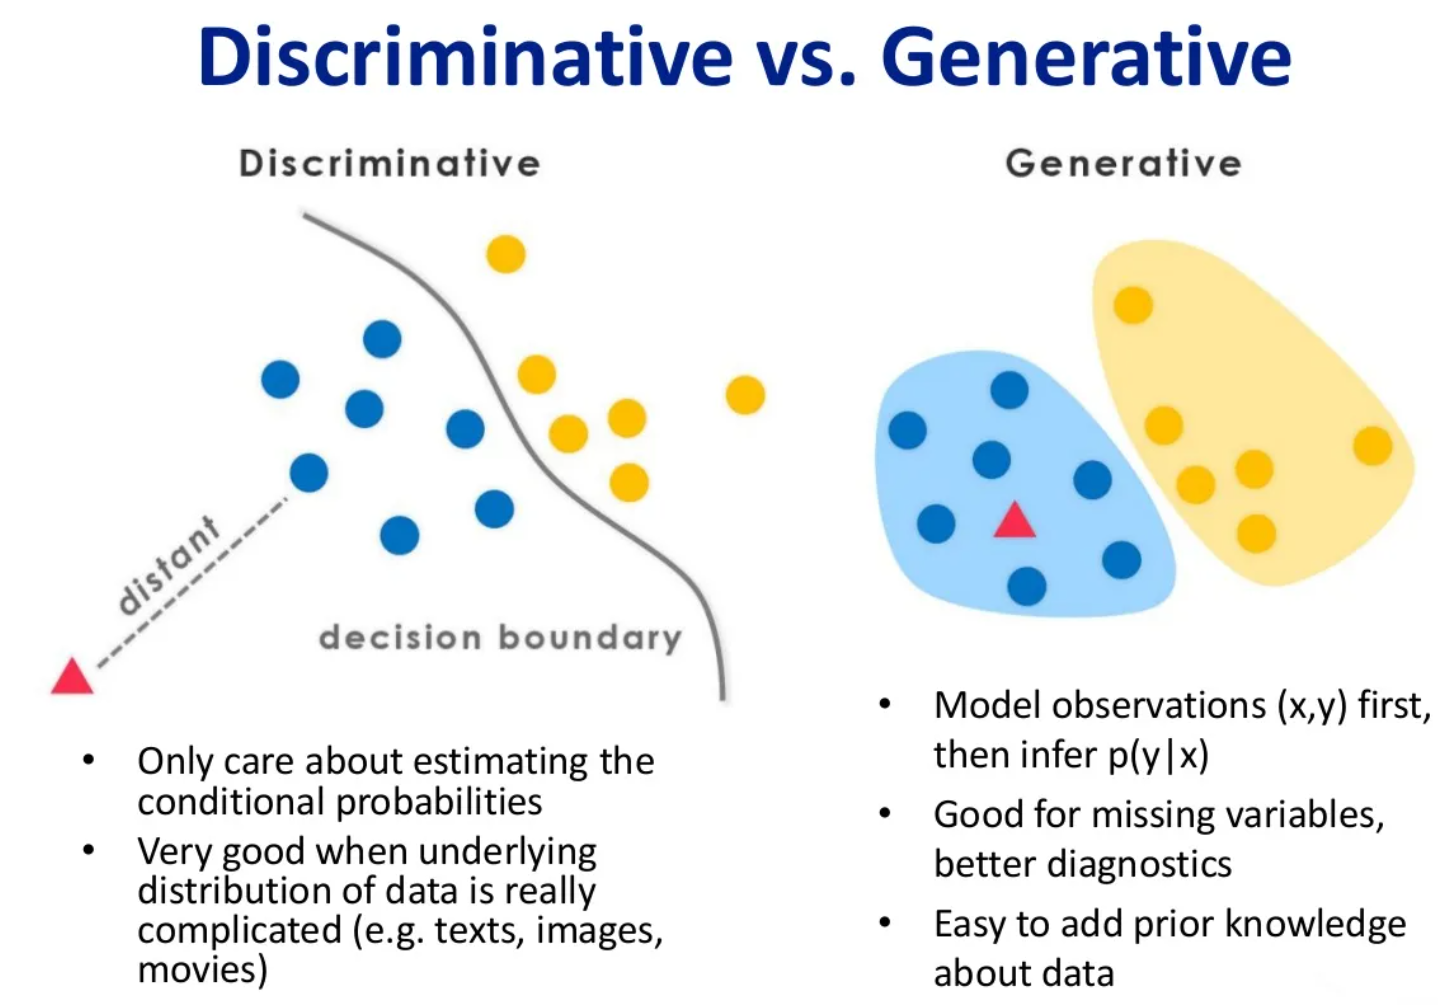 Discriminative vs. Generative
Discriminative
distant
decision boundary
• Only care about estimating the
conditional probabilities
• Very good when underlying
distribution of data is really
complicated (e.g. texts, images,
movies)
Generative
• Model observations (x,y) first,
then infer p(y|x)
• Good for missing variables,
better diagnostics
• Easy to add prior knowledge
about data